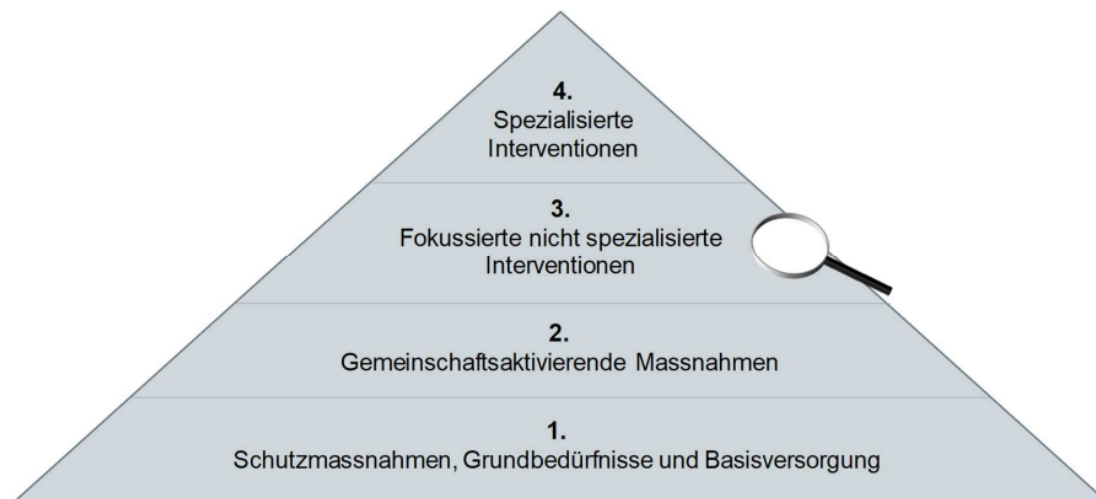 4.
Spezialisierte
Interventionen
3.
Fokussierte nicht spezialisierte
Interventionen
2.
Gemeinschaftsaktivierende Massnahmen
1.
Schutzmassnahmen, Grundbedürfnisse und Basisversorgung